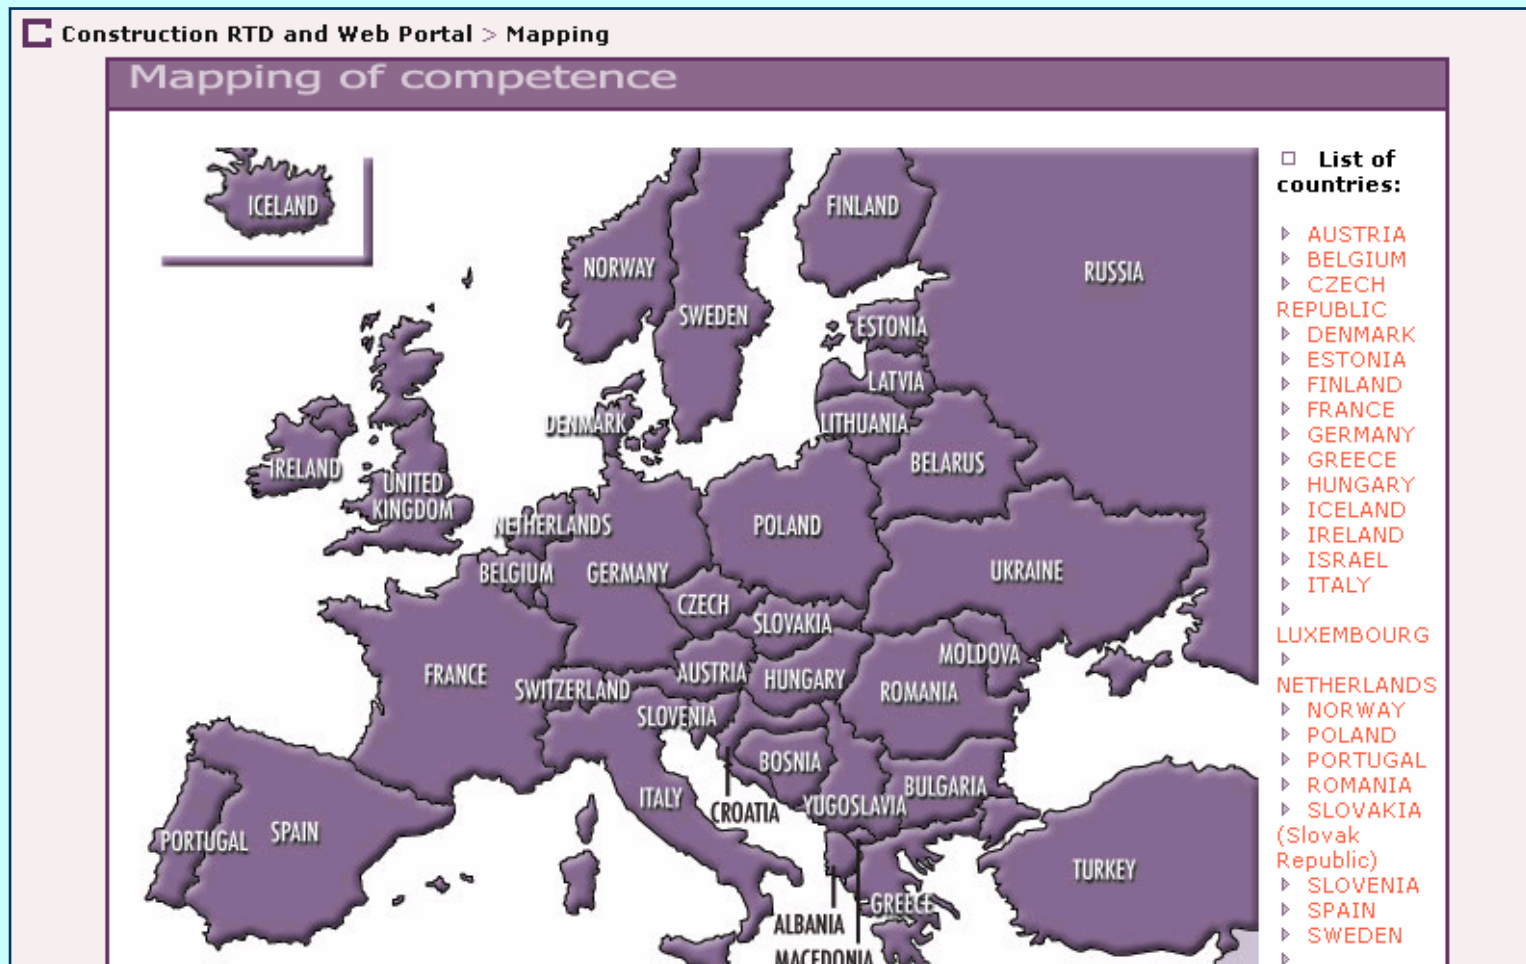 Construction RTD and Web Portal > Mapping
Mapping of competence
ICELAND
FINLAND
NORWAY
RUSSIA
SWEDEN
ESTONIA
LATVIA
DENMARK
LITHUANIA
BELARUS
IRELAND
UNITED
KINGDOM
NETHERLANDS
POLAND
BELGIUM
GERMANY
UKRAINE
CZECH
SLOVAKIA
FRANCE
SWITZERLAND
AUSTRIA
HUNGARY
MOLDOVA
ROMANIA
SLOVENIA
BOSNIA
ITALY
CROATIA
YUGOSLAVIA
BULGARIA
PORTUGAL
SPAIN
TURKEY
GREECE
ALBANIA
MACEDONIA
List of
countries:
AUSTRIA
BELGIUM
CZECH
REPUBLIC
DENMARK
ESTONIA
FINLAND
FRANCE
GERMANY
GREECE
HUNGARY
ICELAND
IRELAND
ISRAEL
ITALY
LUXEMBOURG
NETHERLANDS
NORWAY
POLAND
PORTUGAL
ROMANIA
SLOVAKIA
(Slovak
Republic)
SLOVENIA
SPAIN
SWEDEN